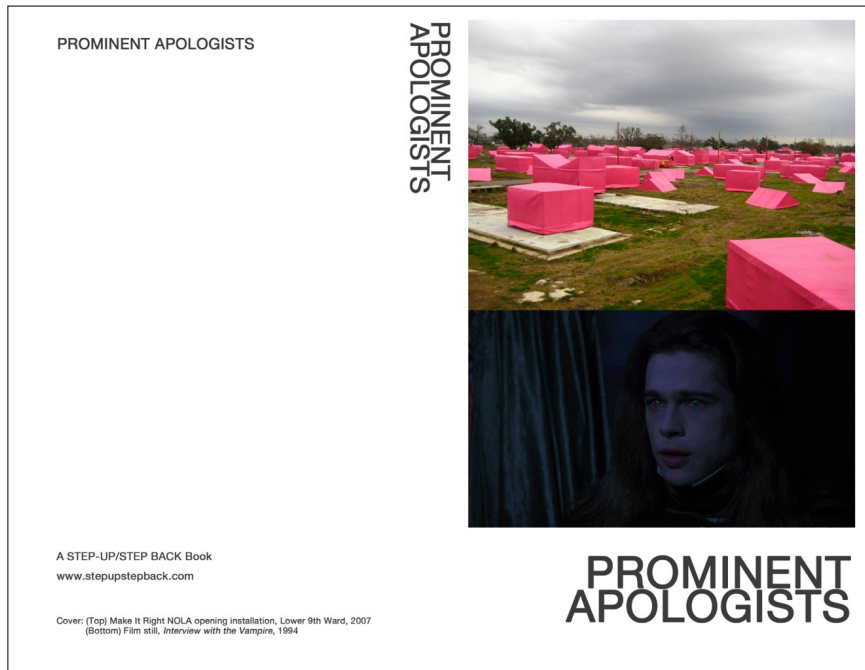 PROMINENT APOLOGISTS
A STEP-UP/STEP BACK Book
www.stepupstepback.com
Cover: (Top) Make It Right NOLA opening installation, Lower 9th Ward, 2007
(Bottom) Film still, Interview with the Vampire, 1994
PROMINENT
APOLOGISTS
PROMINENT
APOLOGISTS